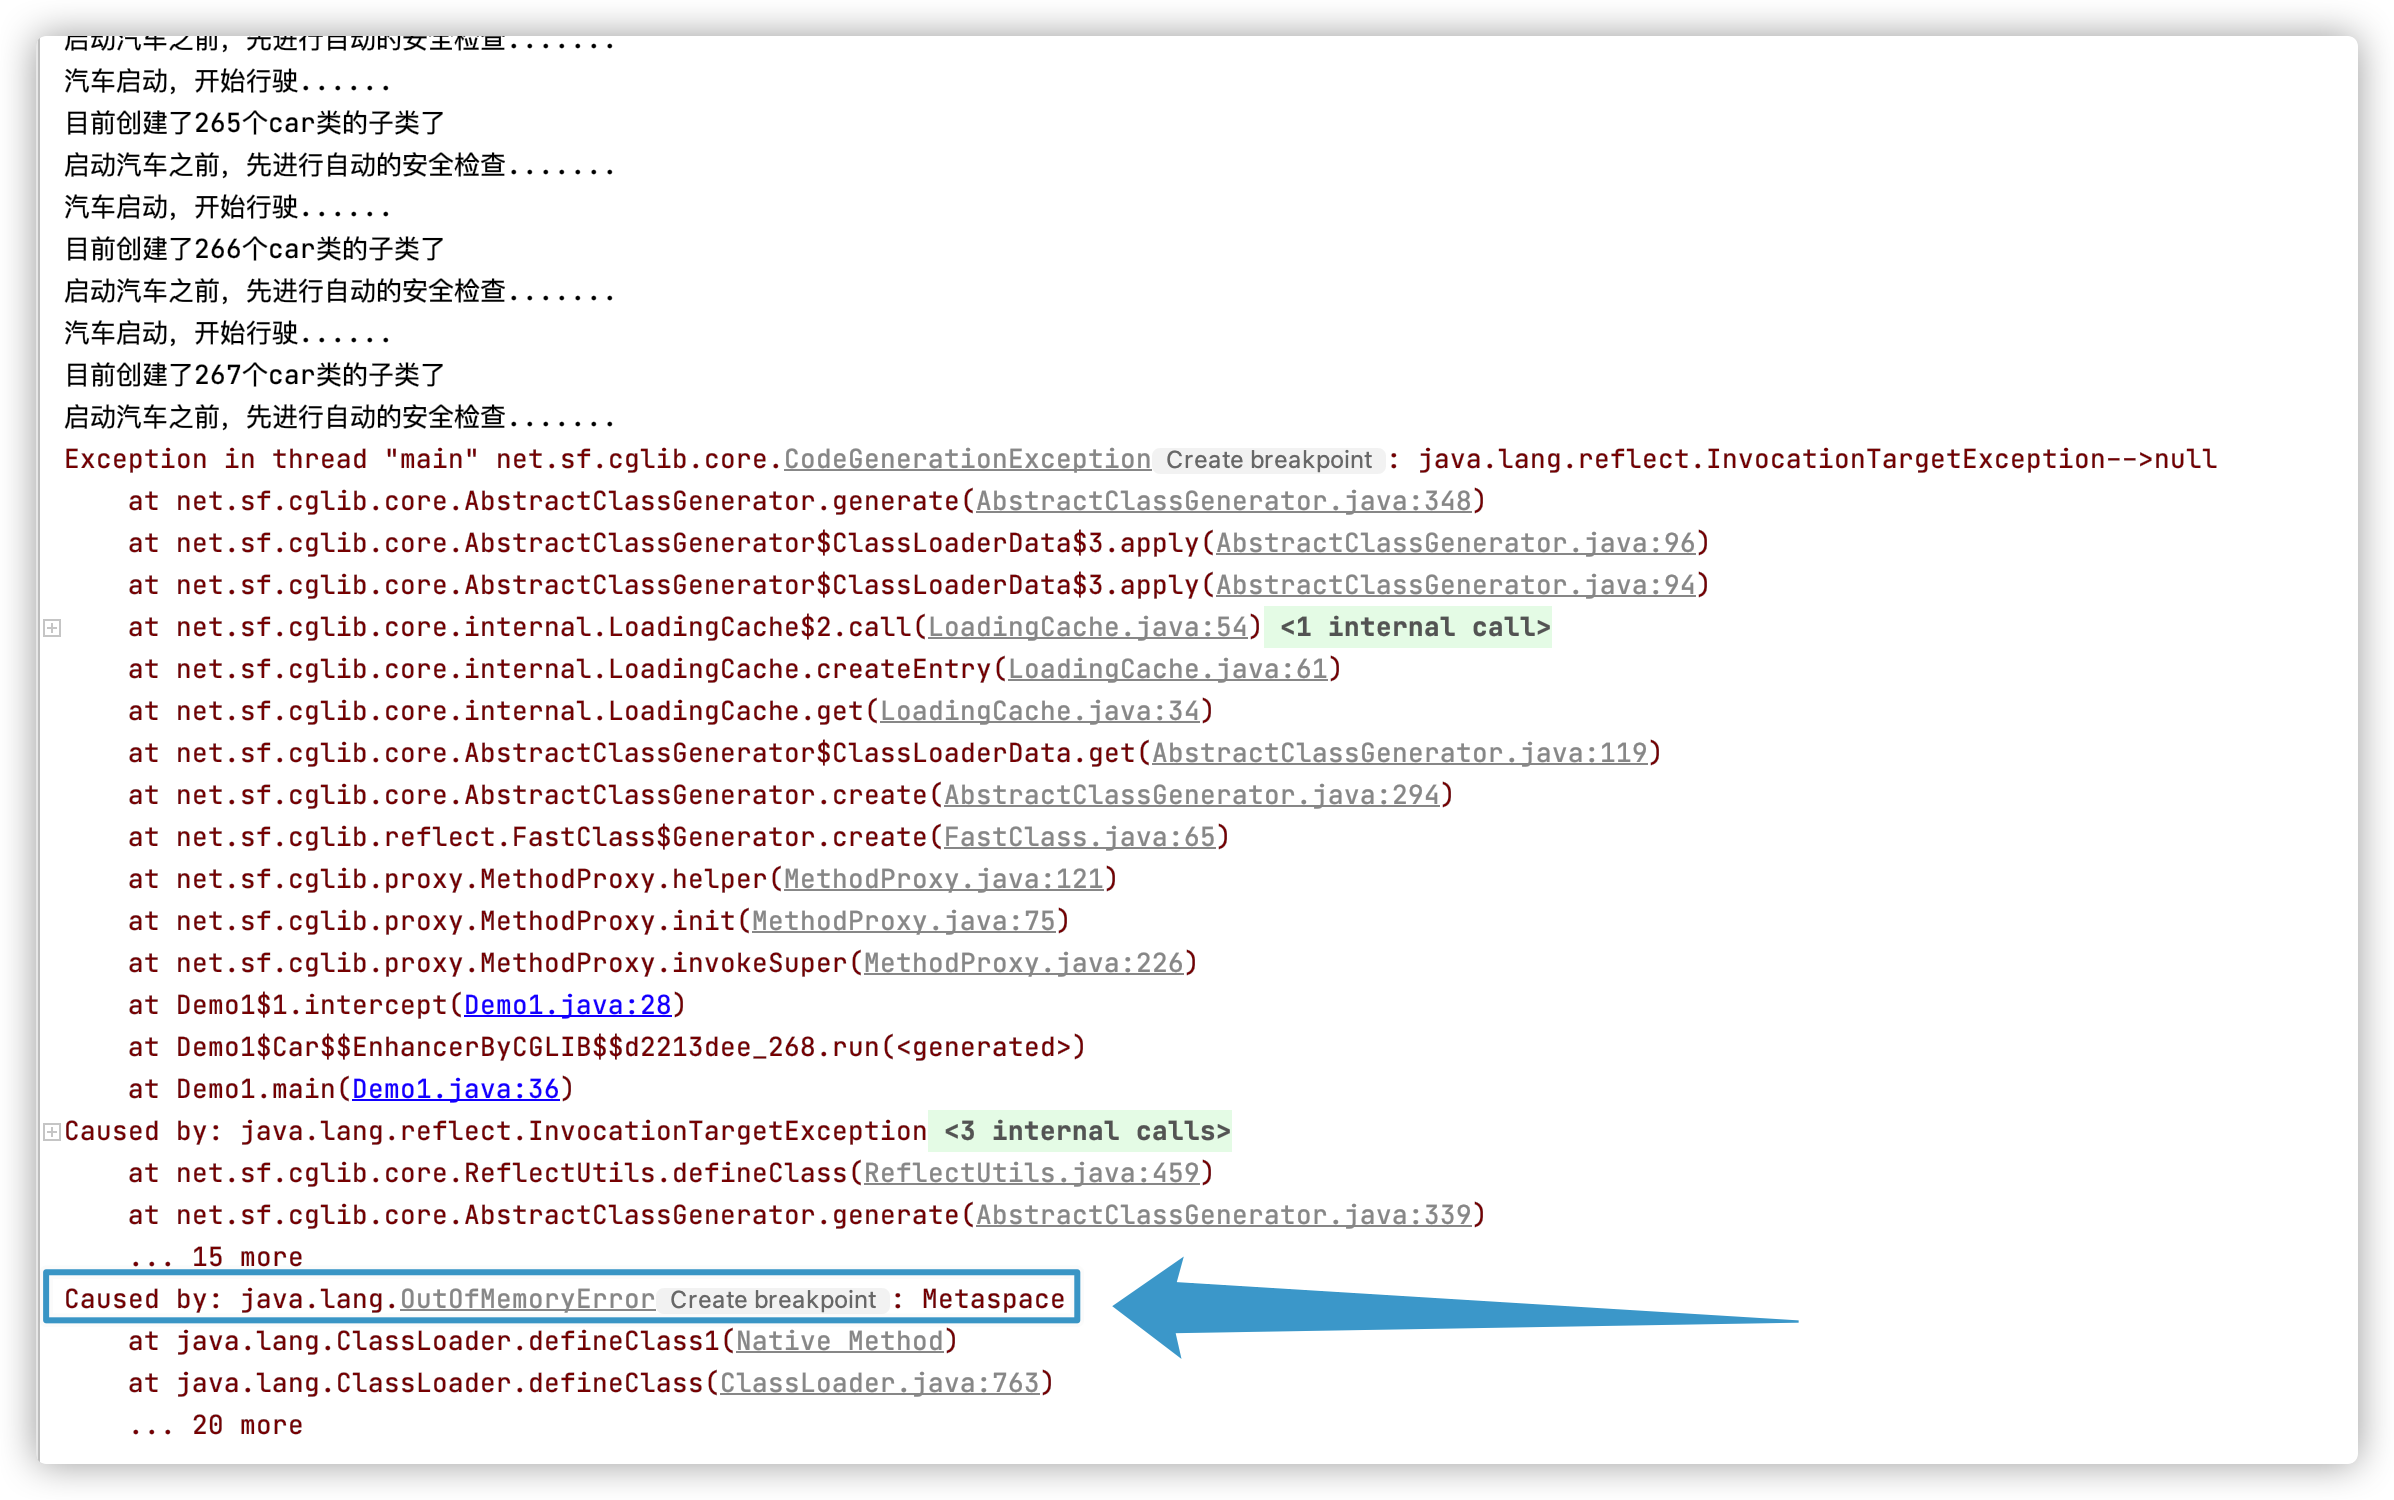 启动汽车之前，先进行自动的安全检查.......
汽车启动，开始行驶......
目前创建了265个car类的子类了
启动汽车之前，先进行自动的安全检查.......
汽车启动，开始行驶......
目前创建了266个car类的子类了
启动汽车之前，先进行自动的安全检查.......
汽车启动，开始行驶......
目前创建了267个car类的子类了
启动汽车之前，先进行自动的安全检查.......
Exception in thread "main" net.sf.cglib.core.CodeGenerationException Create breakpoint : java.lang.reflect.InvocationTargetException-->null
at net.sf.cglib.core.AbstractClassGenerator.generate(AbstractClassGenerator.java:348)
at net.sf.cglib.core.AbstractClassGenerator$ClassLoaderData$3.apply(AbstractClassGenerator.java:96)
at net.sf.cglib.core.AbstractClassGenerator$ClassLoaderData$3.apply(AbstractClassGenerator.java:94)
at net.sf.cglib.core.internal.LoadingCache$2.call(LoadingCache.java:54) <1 internal call>
at net.sf.cglib.core.internal.LoadingCache.createEntry(LoadingCache.java:61)
at net.sf.cglib.core.internal.LoadingCache.get(LoadingCache.java:34)
at net.sf.cglib.core.AbstractClassGenerator$ClassLoaderData.get(AbstractClassGenerator.java:119)
at net.sf.cglib.core.AbstractClassGenerator.create(AbstractClassGenerator.java:294)
at net.sf.cglib.reflect.FastClass$Generator.create(FastClass.java:65)
at net.sf.cglib.proxy.MethodProxy.helper(MethodProxy.java:121)
at net.sf.cglib.proxy.MethodProxy.init(MethodProxy.java:75)
at net.sf.cglib.proxy.MethodProxy.invokeSuper(MethodProxy.java:226)
at Demo1$1.intercept(Demo1.java:28)
at Demo1$Car$$EnhancerByCGLIB$$d2213dee_268.run(<generated>)
at Demo1.main(Demo1.java:36)
Caused by: java.lang.reflect.InvocationTargetException <3 internal calls>
at net.sf.cglib.core.ReflectUtils.defineClass(ReflectUtils.java:459)
at net.sf.cglib.core.AbstractClassGenerator.generate(AbstractClassGenerator.java:339)
... 15 more
Caused by: java.lang.OutOfMemoryError Create breakpoint : Metaspace
at java.lang.ClassLoader.defineClass1(Native Method)
at java.lang.ClassLoader.defineClass(ClassLoader.java:763)
... 20 more